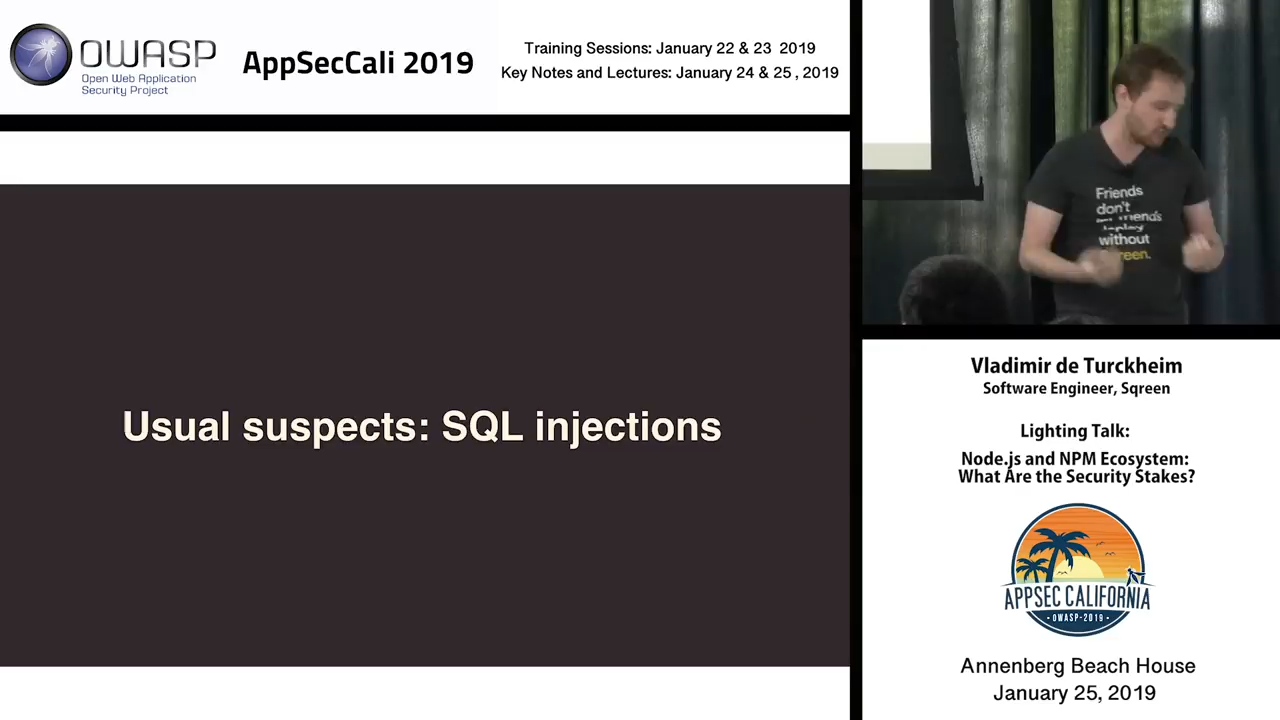 OWASP
Open Web Application
Security Project
AppSecCali 2019
Training Sessions: January 22 & 23 2019
Key Notes and Lectures: January 24 & 25, 2019
Usual suspects: SQL injections
Friends
don't
without
Vladimir de Turckheim
Software Engineer, Sqreen
Lighting Talk:
Node.js and NPM Ecosystem:
What Are the Security Stakes?
APPSEC CALIFORNIA
• OWASP-2019 •
Annenberg Beach House
January 25, 2019